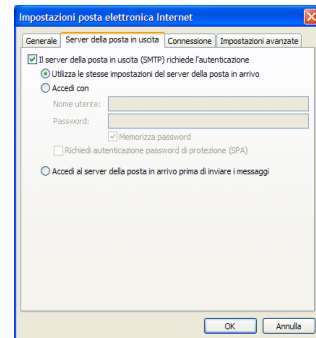 Impostazioni posta elettronica Internet
Generale Server della posta in uscita Connessione Impostazioni avanzate
Il server della posta in uscita (SMTP) richiede l'autenticazione
Utilizza le stesse impostazioni del server della posta in arrivo
Accedi con
Nome utente:
Password:
Memorizza password
Richiedi autenticazione password di protezione (SPA)
Accedi al server della posta in arrivo prima di inviare i messaggi
OK Annulla